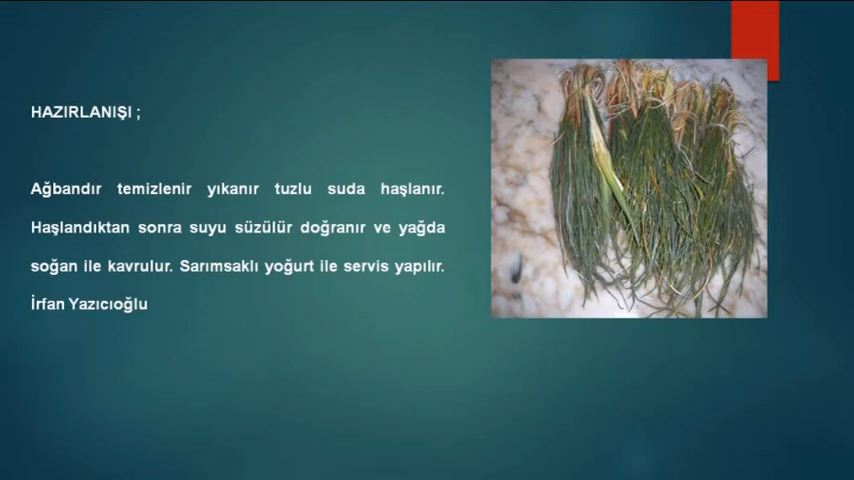 HAZIRLANIŞI ;
Ağbandır temizlenir yıkanır tuzlu suda haşlanır.
Haşlandıktan sonra suyu süzülür doğranır ve yağda
soğan ile kavrulur. Sarımsaklı yoğurt ile servis yapılır.
İrfan Yazıcıoğlu